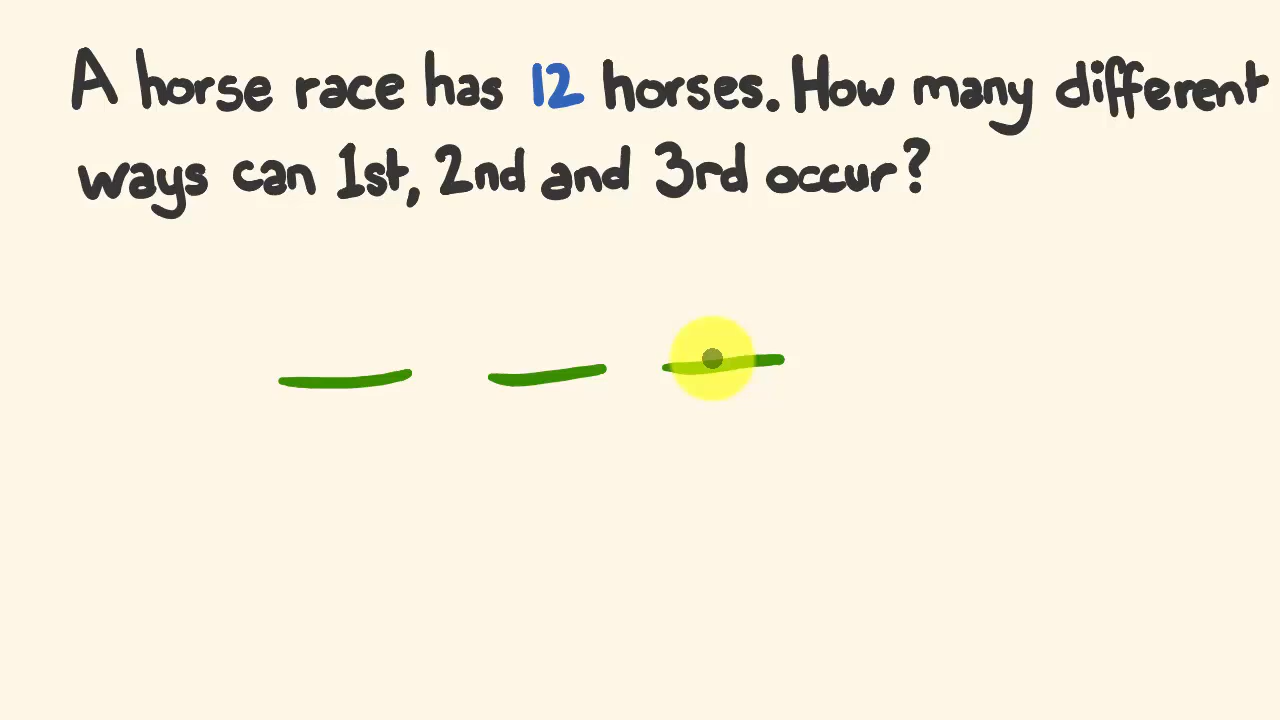 A horse race has 12 horses. How many different
ways can 1st, 2nd and 3rd occur?